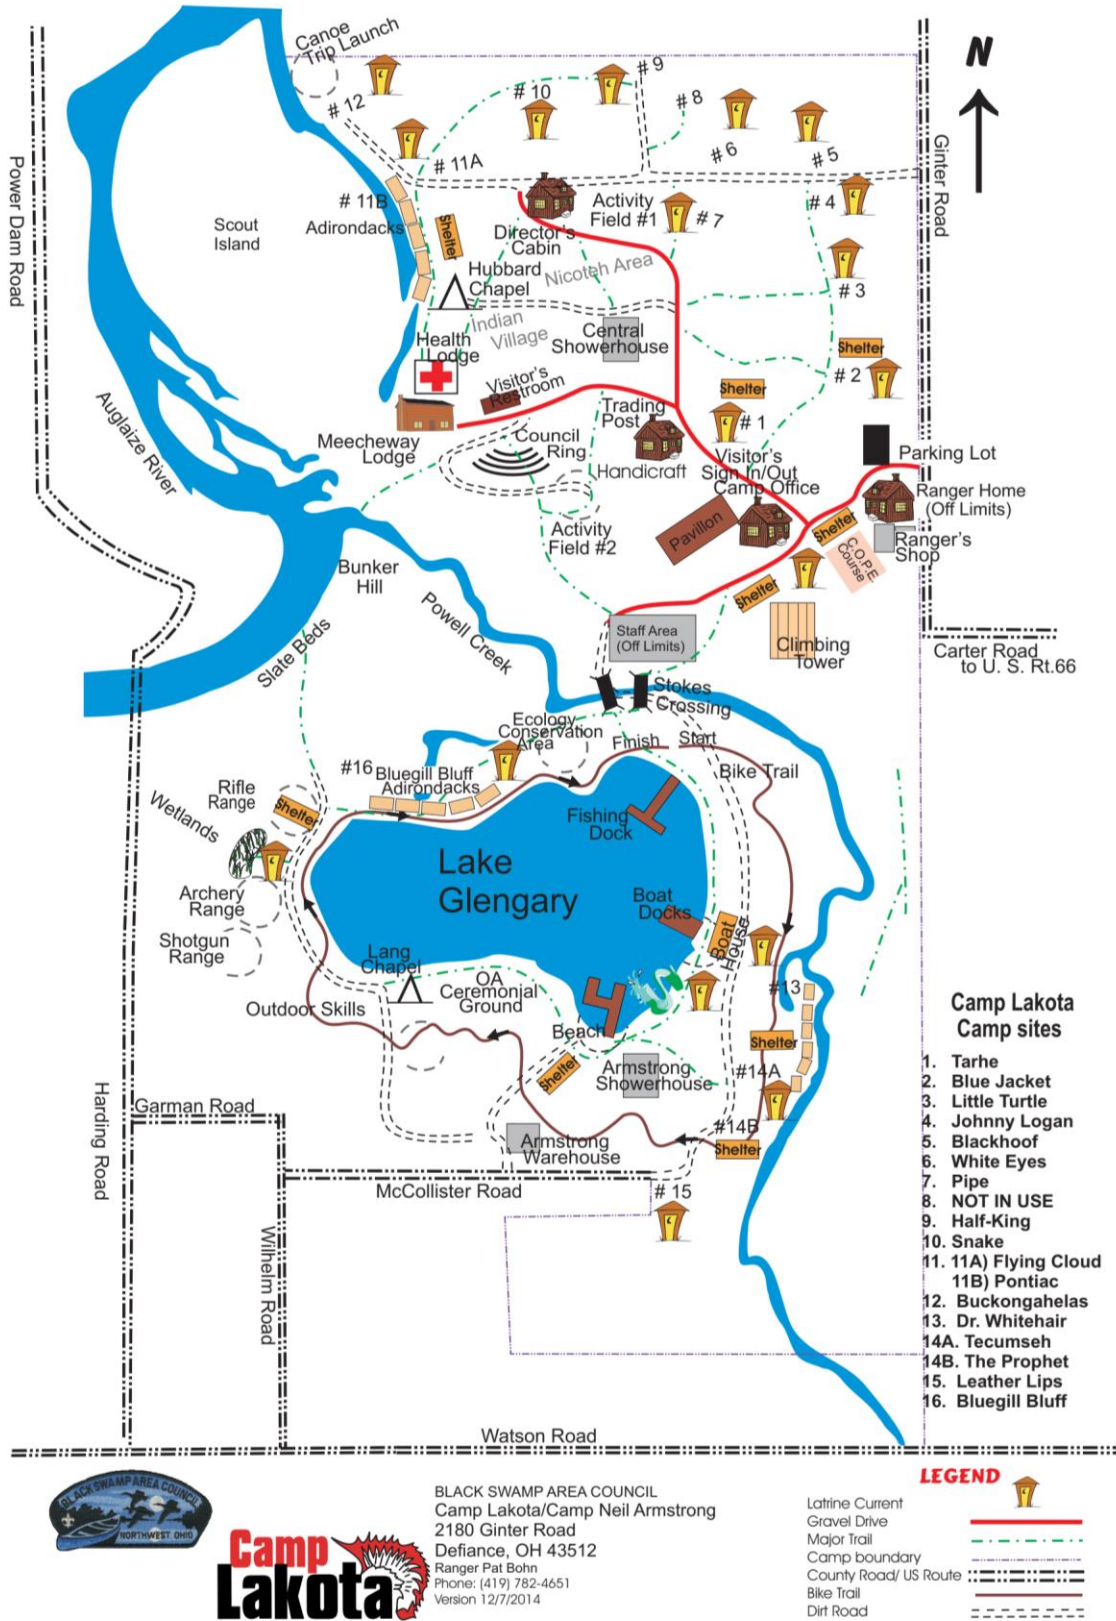 Canoe
Trip Launch
# 12
# 10
# 9
# 8
# 6
# 5
# 11A
N
Ginter Road
Power Dam Road
Scout
Island
# 11B
Adirondacks
Shelter
Director's
Cabin
Activity
Field #1
# 7
# 4
Hubbard
Chapel
Nicoteh Area
# 3
Indian
Village
Central
Showerhouse
Health
Lodge
Visitor's
Restroom
Shelter
# 2
Shelter
# 1
Trading
Post
Meecheway
Lodge
Council
Ring
Handicraft
Visitor's
Sign In/Out
Camp Office
Parking Lot
Ranger Home
(Off Limits)
Auglaize River
Activity
Field #2
Pavillon
Shelter
C.O.P.E
Course
Ranger's
Shop
Bunker
Hill
Powell Creek
Shelter
Slate Beds
Staff Area
(Off Limits)
Climbing
Tower
Carter Road
to U. S. Rt.66
Stokes
Crossing
Ecology
Conservation
Area
Finish
Start
Bike Trail
#16
Bluegill Bluff
Adirondacks
Rifle
Range
Shelter
Wetlands
Fishing
Dock
Lake
Glengary
Archery
Range
Shotgun
Range
Boat
Docks
Boat
House
Lang
Chapel
OA
Ceremonial
Ground
Outdoor Skills
#13
Beach
Shelter
Shelter
Armstrong
Showerhouse
#14A
#14B
Shelter
Garman Road
Harding Road
Armstrong
Warehouse
McCollister Road
# 15
Wilhelm Road
Watson Road
Camp Lakota
Camp sites
1. Tarhe
2. Blue Jacket
3. Little Turtle
4. Johnny Logan
5. Blackhoof
6. White Eyes
7. Pipe
8. NOT IN USE
9. Half-King
10. Snake
11. 11A) Flying Cloud
11B) Pontiac
12. Buckongahelas
13. Dr. Whitehair
14A. Tecumseh
14B. The Prophet
15. Leather Lips
16. Bluegill Bluff
BLACK SWAMP AREA COUNCIL
NORTHWEST OHIO
Camp
Lakota
BLACK SWAMP AREA COUNCIL
Camp Lakota/Camp Neil Armstrong
2180 Ginter Road
Defiance, OH 43512
Ranger Pat Bohn
Phone: (419) 782-4651
Version 12/7/2014
LEGEND
Latrine Current
Gravel Drive
Major Trail
Camp boundary
County Road/ US Route
Bike Trail
Dirt Road